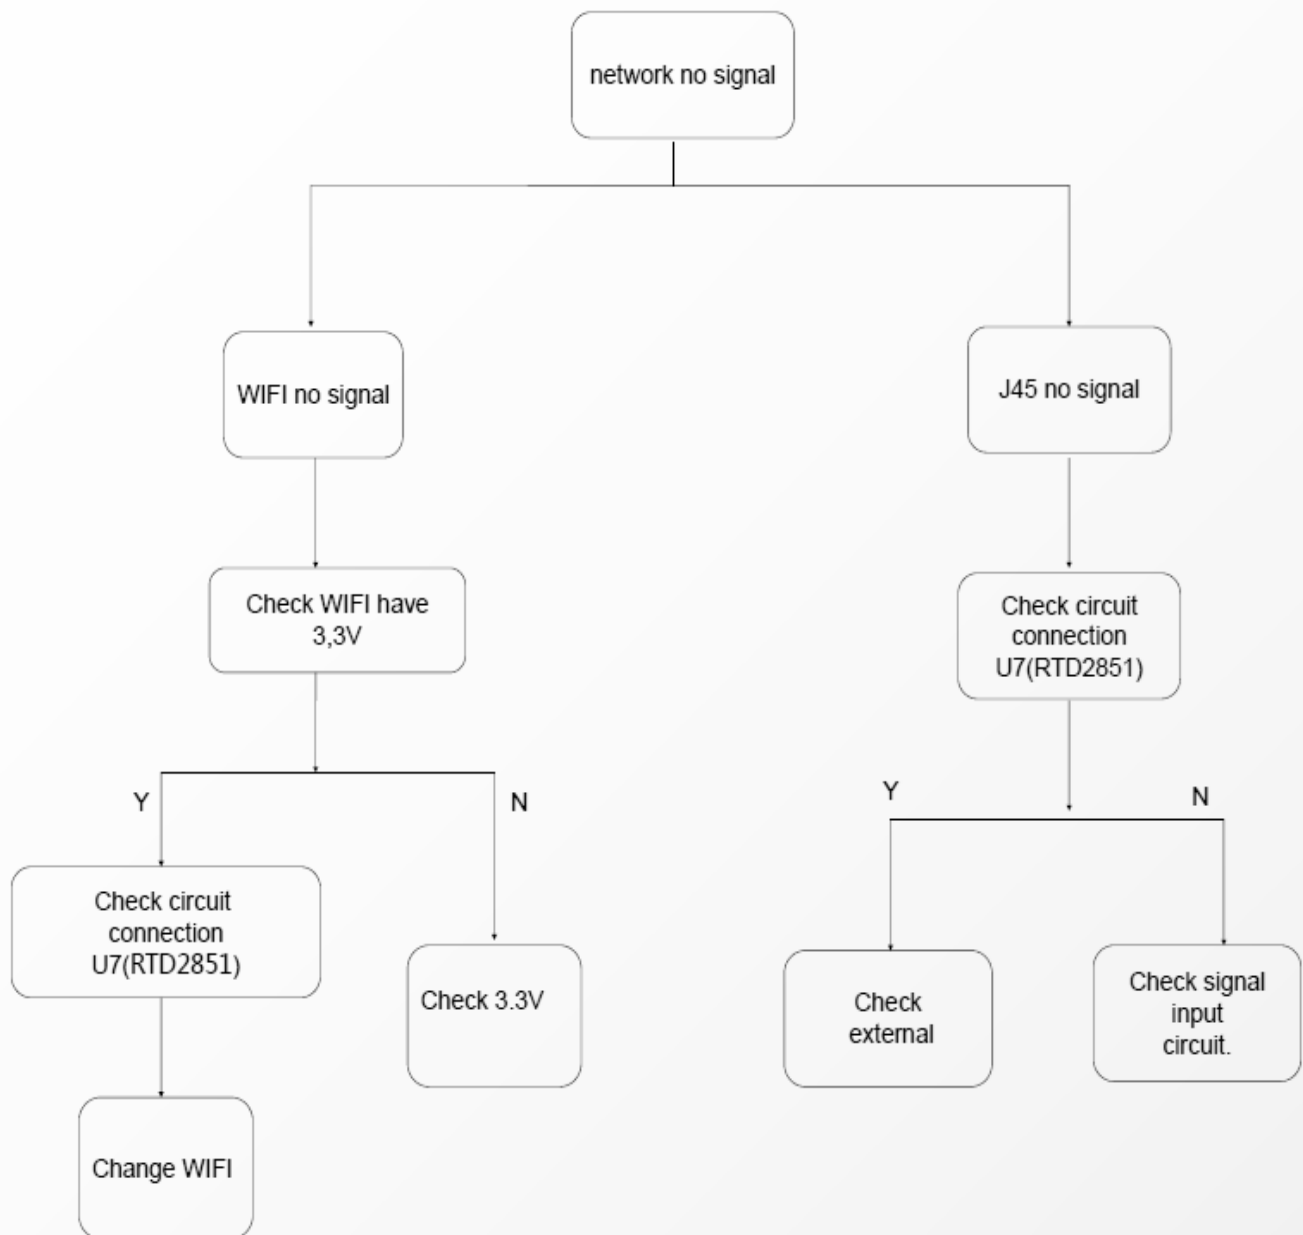 network no signal
WIFI no signal
J45 no signal
Check WIFI have
3,3V
Check circuit
connection
U7(RTD2851)
Y
N
Y
N
Check circuit
connection
U7(RTD2851)
Check 3.3V
Check
external
Check signal
input
circuit.
Change WIFI